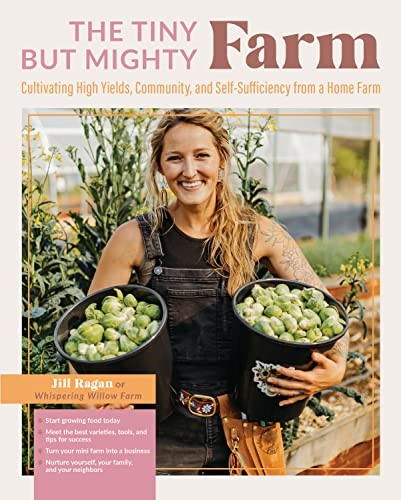 THE TINY
BUT MIGHTY
Farm
Cultivating High Yields, Community, and Self-Sufficiency from a Home Farm
Jill Ragan OF
Whispering Willow Farm
Start growing food today
Meet the best varieties, tools, and
tips for success
Turn your mini farm into a business
Nurture yourself, your family,
and your neighbors